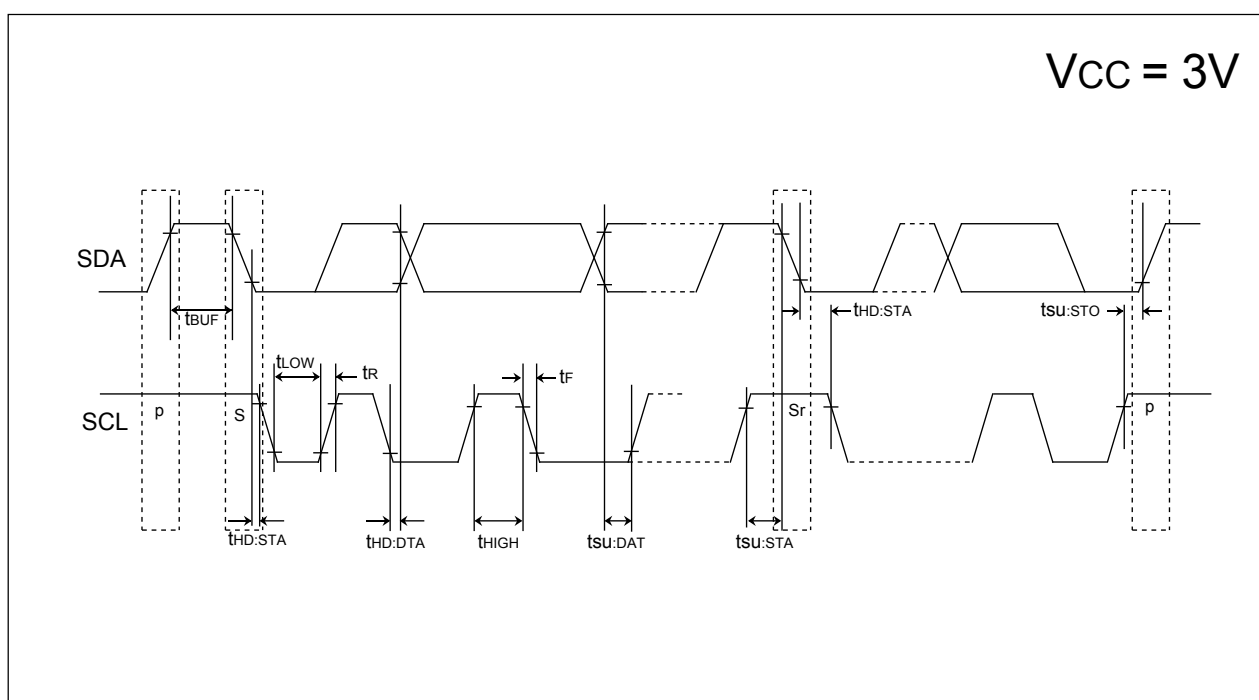 VCC = 3V
SDA
tBUF
tHD:STA
tsu:STO
tLOW
tR
tF
SCL
p
S
Sr
p
tHD:STA
tHD:DTA
tHIGH
tsu:DAT
tsu:STA